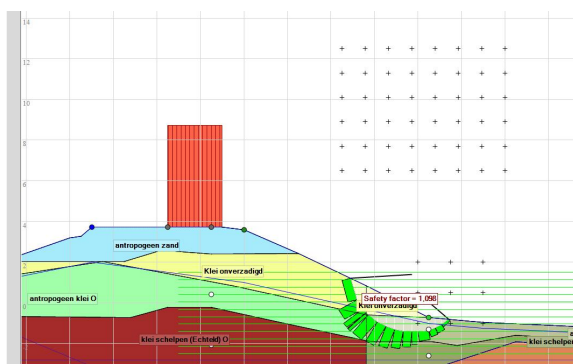 14
12
10
8
6
4
2
antropogeen zand
Klei onverzadigd
antropogeen klei O
Safety factor = 1,098
Klei onverzadigd
klei schelpen (Echteld) O
klei schelpen